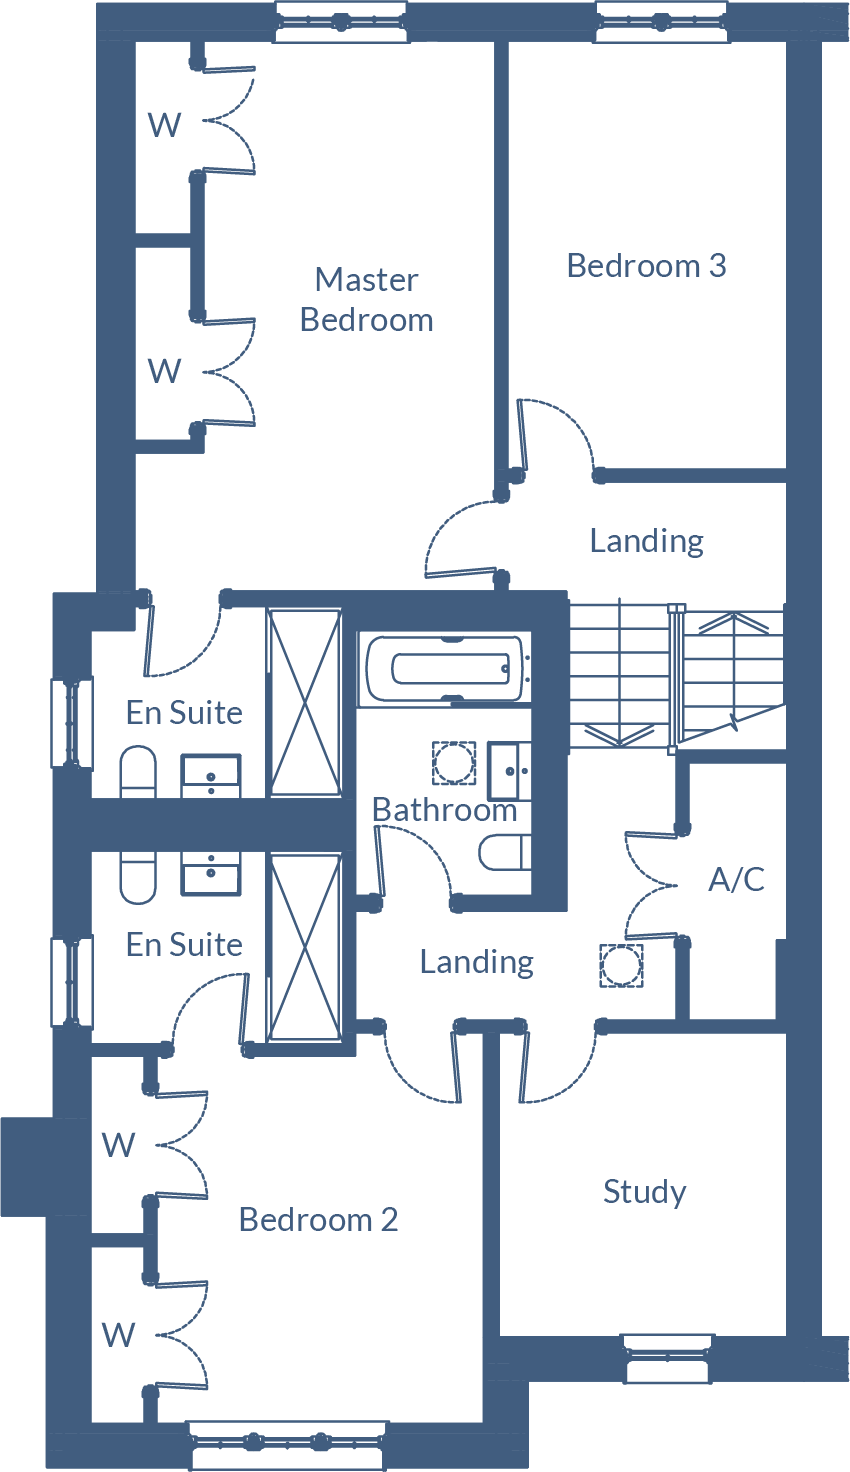 W
Master
Bedroom
Bedroom 3
W
Landing
En Suite
Bathroom
A/C
En Suite
Landing
W
Bedroom 2
Study
W